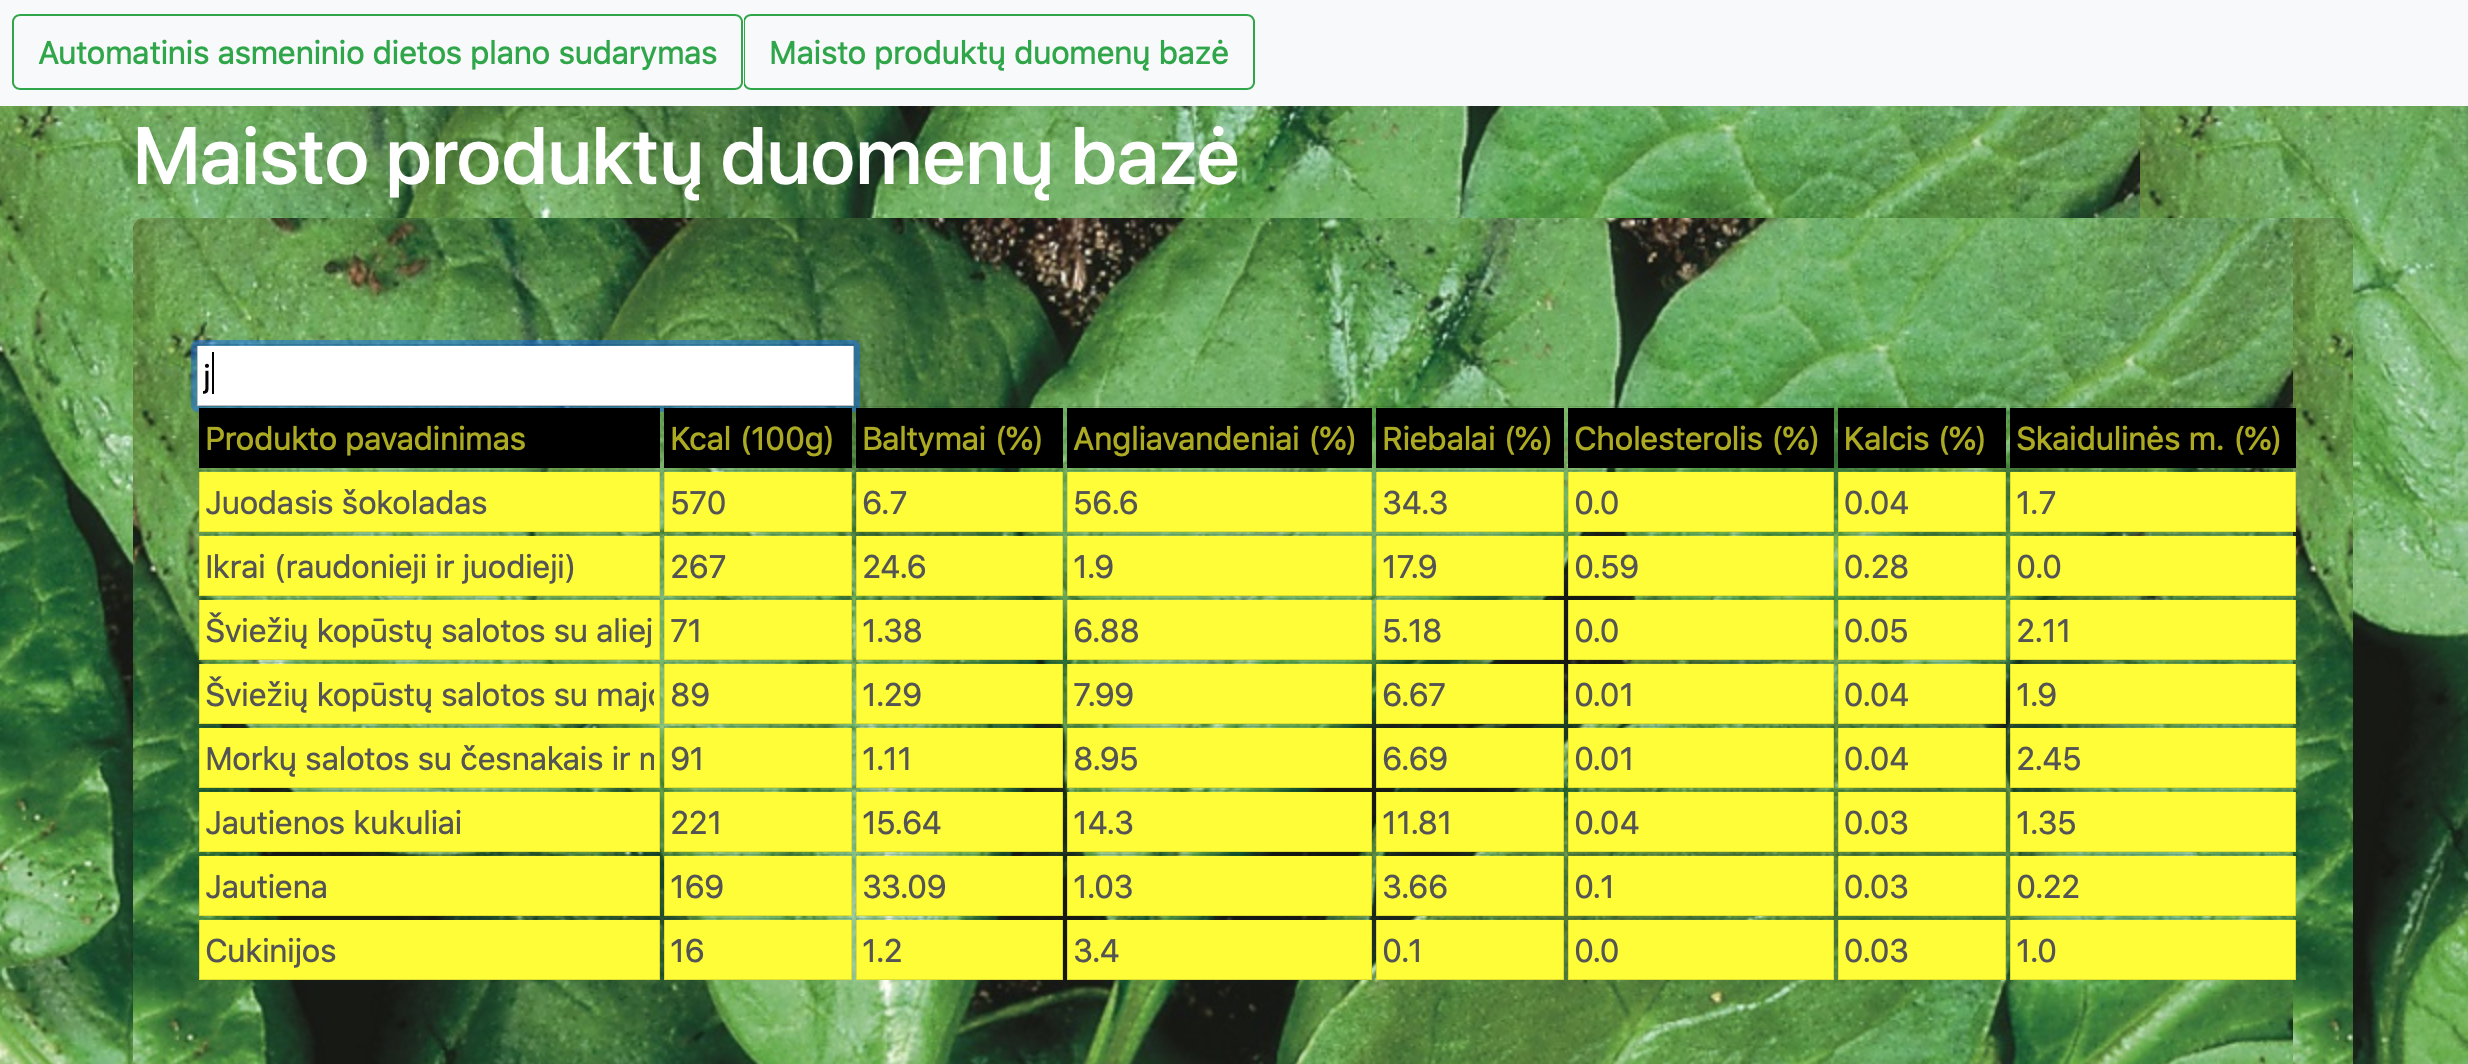 Automatinis asmeninio dietos plano sudarymas Maisto produktų duomenų bazė
Maisto produktų duomenų bazė
j
Produkto pavadinimas Kcal (100g) Baltymai (%) Angliavandeniai (%) Riebalai (%) Cholesterolis (%) Kalcis (%) Skaidulinės m. (%)
Juodasis šokoladas 570 6.7 56.6 34.3 0.0 0.04 1.7
Ikrai (raudonieji ir juodieji) 267 24.6 1.9 17.9 0.59 0.28 0.0
Šviežių kopūstų salotos su aliej 71 1.38 6.88 5.18 0.0 0.05 2.11
Šviežių kopūstų salotos su maj 89 1.29 7.99 6.67 0.01 0.04 1.9
Morkų salotos su česnakais ir 91 1.11 8.95 6.69 0.01 0.04 2.45
Jautienos kukuliai 221 15.64 14.3 11.81 0.04 0.03 1.35
Jautiena 169 33.09 1.03 3.66 0.1 0.03 0.22
Cukinijos 16 1.2 3.4 0.1 0.0 0.03 1.0